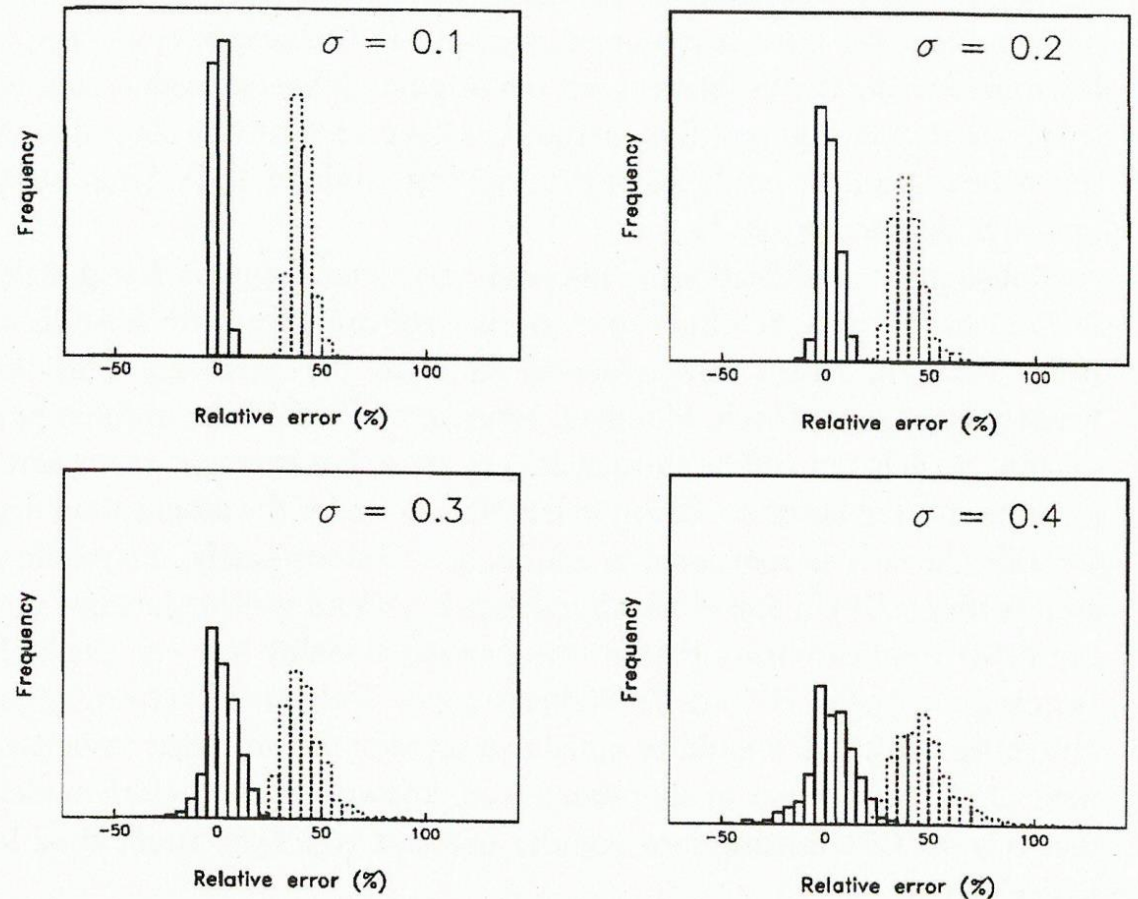 σ = 0.1
Frequency
-50 0 50 100
Relative error (%)
σ = 0.2
Frequency
-50 0 50 100
Relative error (%)
σ = 0.3
Frequency
-50 0 50 100
Relative error (%)
σ = 0.4
Frequency
-50 0 50 100
Relative error (%)